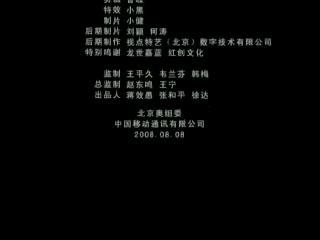 特效 小黑
制片 小健
后期制片 刘颖 柯涛
后期制作 视点特艺（北京）数字技术有限公司
特别鸣谢 龙世嘉蓝 红创文化
监制 王平久 韦兰芬 韩梅
总监制 赵东鸣 王宁
出品人 蒋效愚 张和平 徐达
北京奥组委
中国移动通讯有限公司
2008.08.08